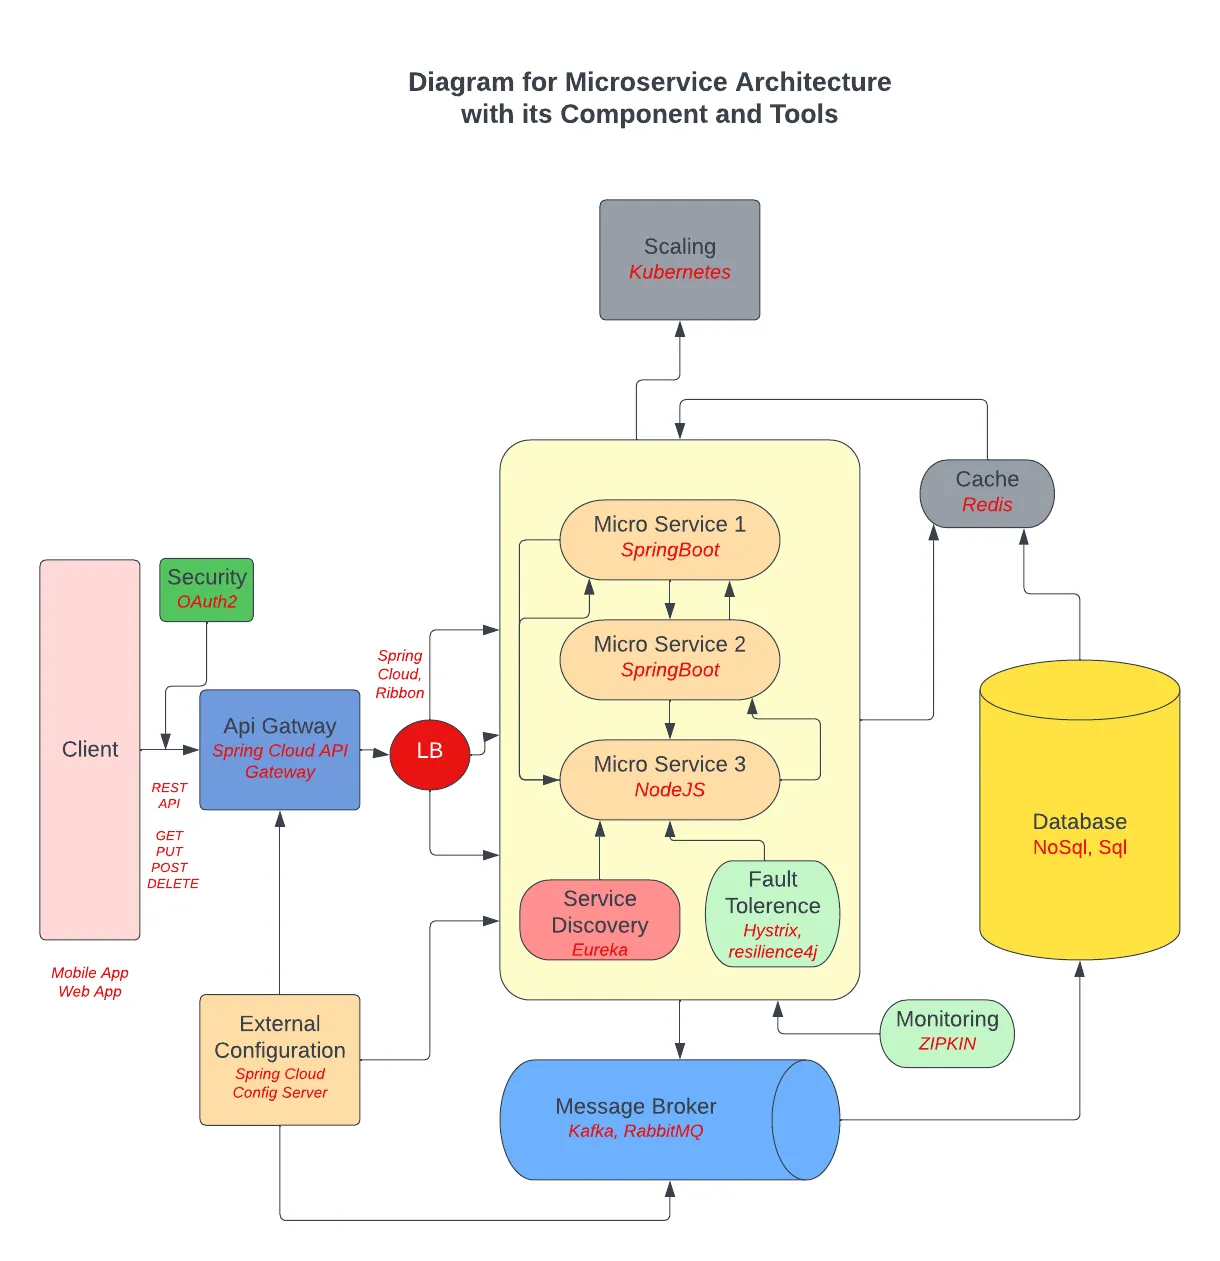 Diagram for Microservice Architecture
with its Component and Tools
Scaling
Kubernetes
Cache
Redis
Micro Service 1
SpringBoot
Security
OAuth2
Micro Service 2
SpringBoot
Spring
Cloud,
Ribbon
Client
Api Gatway
Spring Cloud API
Gateway
LB
Micro Service 3
NodeJS
REST
API
GET
PUT
POST
DELETE
Database
NoSql, Sql
Service
Discovery
Eureka
Fault
Tolerence
Hystrix,
resilience4j
Mobile App
Web App
External
Configuration
Spring Cloud
Config Server
Monitoring
ZIPKIN
Message Broker
Kafka, RabbitMQ